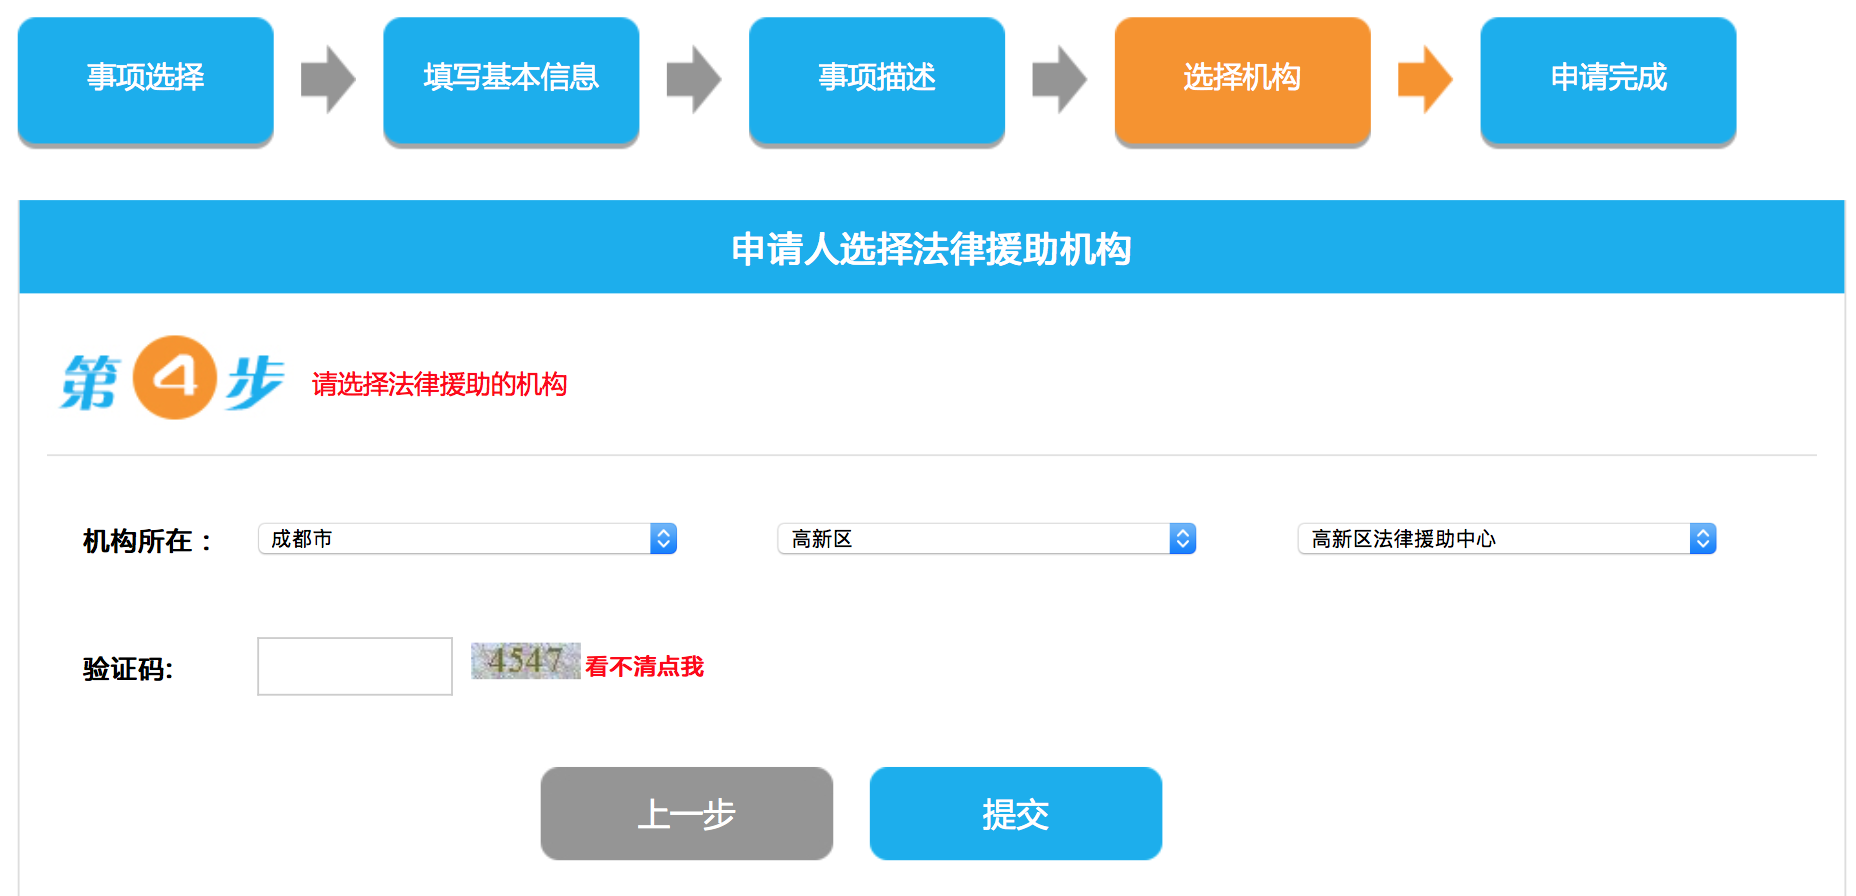 事项选择 填写基本信息 事项描述 选择机构 申请完成
申请人选择法律援助机构
第4步 请选择法律援助的机构
机构所在： 成都市 高新区 高新区法律援助中心
验证码: 4547 看不清点我
上一步 提交